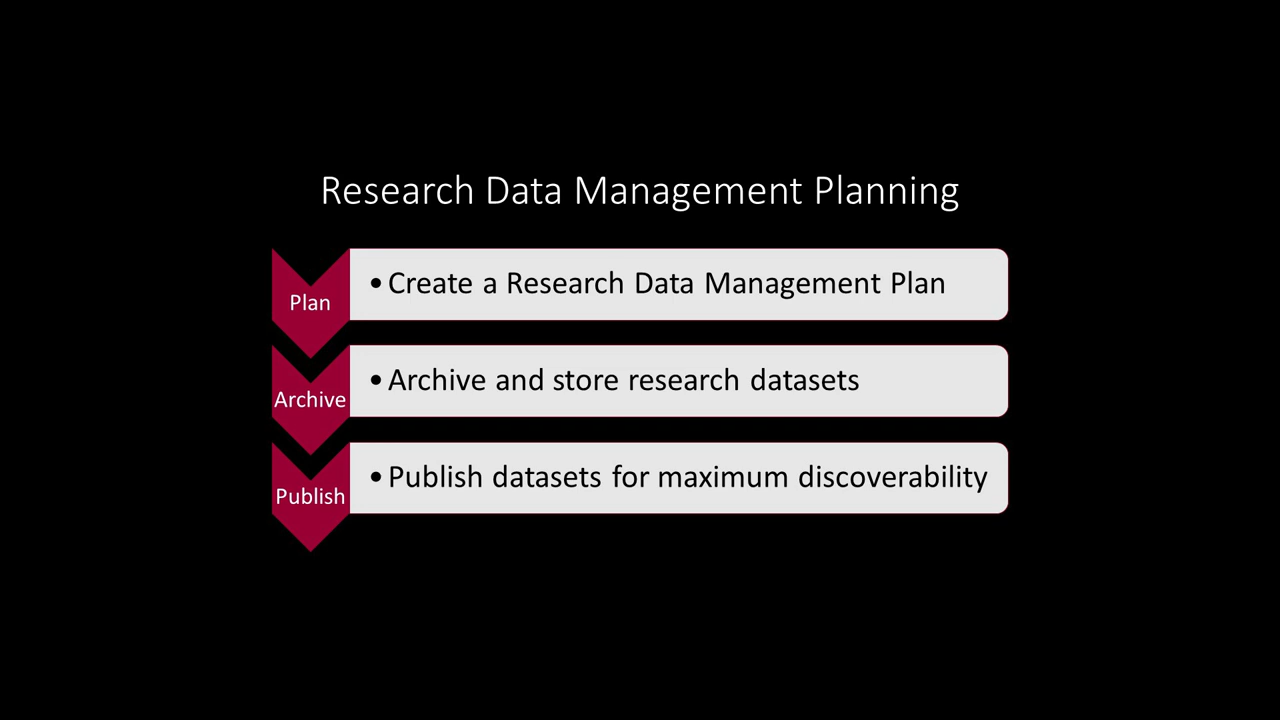 Research Data Management Planning
Plan
•Create a Research Data Management Plan
Archive
•Archive and store research datasets
Publish
•Publish datasets for maximum discoverability